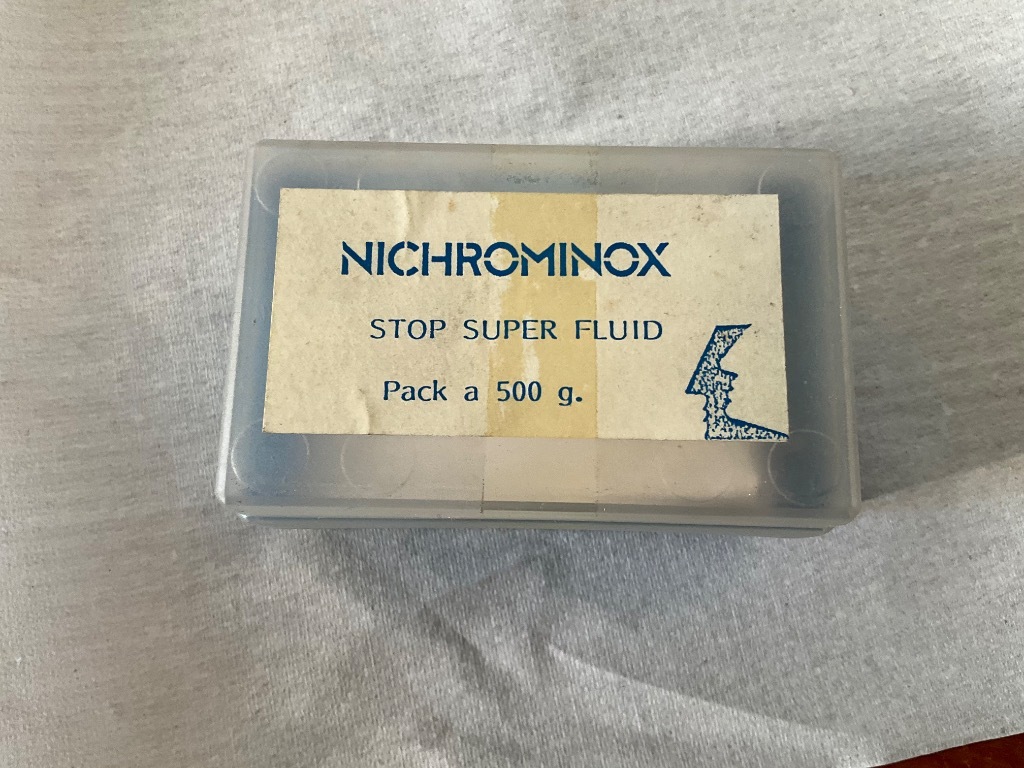 NICHROMINOX
STOP SUPER FLUID
Pack a 500 g.